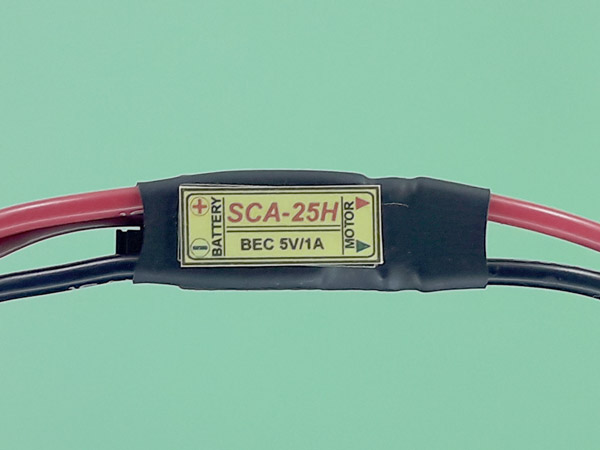 BATTERY
SCA-25H
BEC 5V/1A
MOTOR